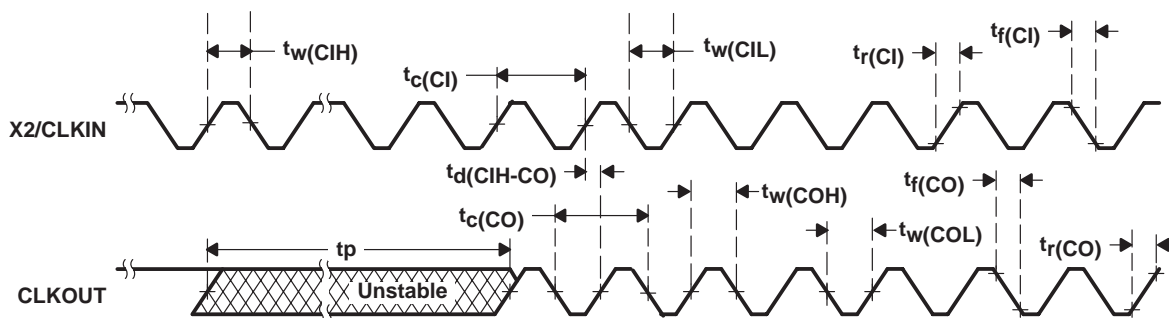 tw(CIH)
tc(CI)
tw(CIL)
tr(CI)
tf(CI)
X2/CLKIN
td(CIH-CO)
tc(CO)
tw(COH)
tf(CO)
tp
tw(COL)
tr(CO)
CLKOUT
Unstable